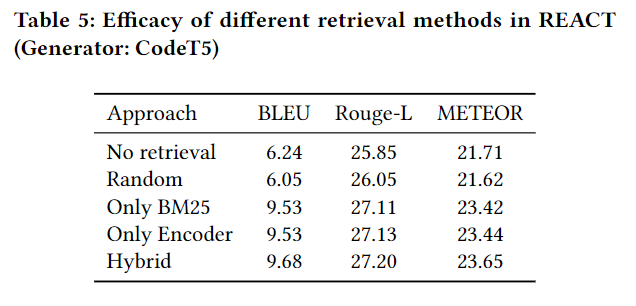 Table 5: Efficacy of different retrieval methods in REACT
(Generator: CodeT5)
Approach BLEU Rouge-L METEOR
No retrieval 6.24 25.85 21.71
Random 6.05 26.05 21.62
Only BM25 9.53 27.11 23.42
Only Encoder 9.53 27.13 23.44
Hybrid 9.68 27.20 23.65